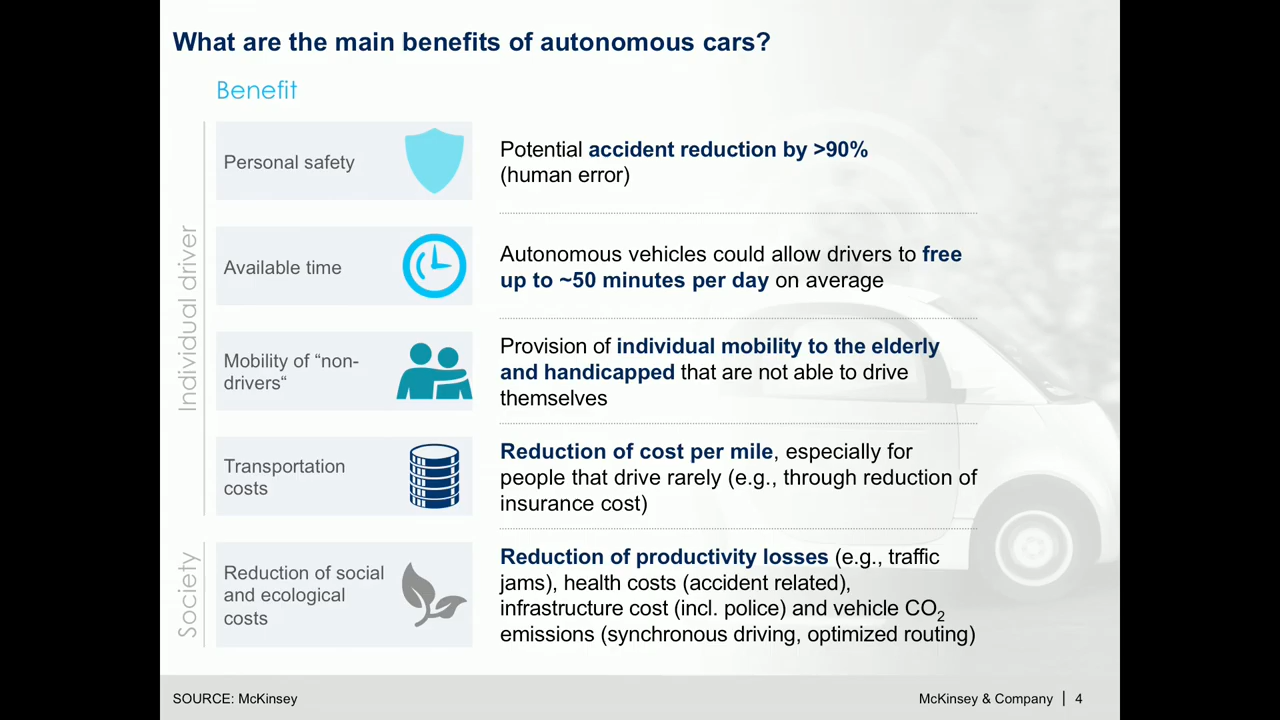 What are the main benefits of autonomous cars?
Benefit
Individual driver
Personal safety
Potential accident reduction by >90%
(human error)
Available time
Autonomous vehicles could allow drivers to free
up to ~50 minutes per day on average
Mobility of “non-
drivers“
Provision of individual mobility to the elderly
and handicapped that are not able to drive
themselves
Transportation
costs
Reduction of cost per mile, especially for
people that drive rarely (e.g., through reduction of
insurance cost)
Society
Reduction of social
and ecological
costs
Reduction of productivity losses (e.g., traffic
jams), health costs (accident related),
infrastructure cost (incl. police) and vehicle CO₂
emissions (synchronous driving, optimized routing)
SOURCE: McKinsey
McKinsey & Company | 4